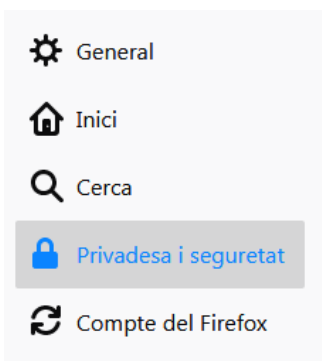 General
Inici
Cerca
Privadesa i seguretat
Compte del Firefox